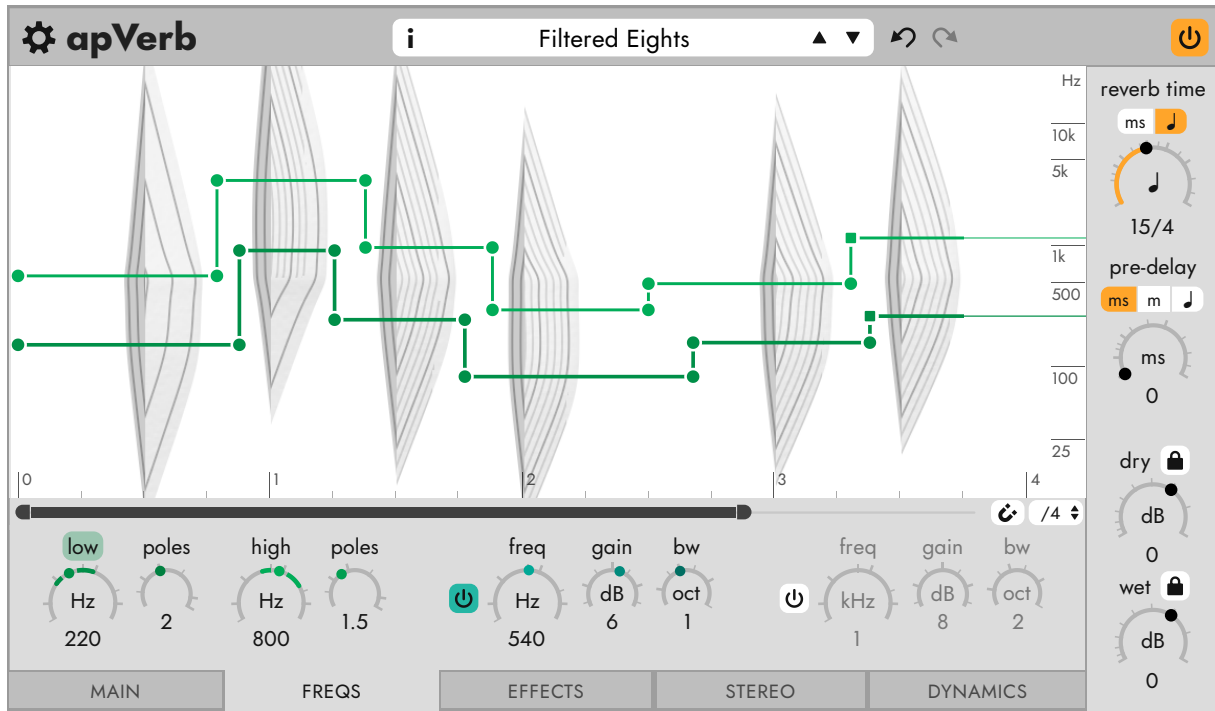 apVerb
i Filtered Eights ▲ ▼
Hz
10k
5k
1k
500
100
25
0 1 2 3 4
/4
reverb time
ms ♩
♩
15/4
pre-delay
ms m ♩
ms
0
dry
dB
0
wet
dB
0
low poles high poles freq gain bw freq gain bw
Hz Hz Hz dB oct kHz dB oct
220 2 800 1.5 540 6 1 1 8 2
MAIN FREQS EFFECTS STEREO DYNAMICS